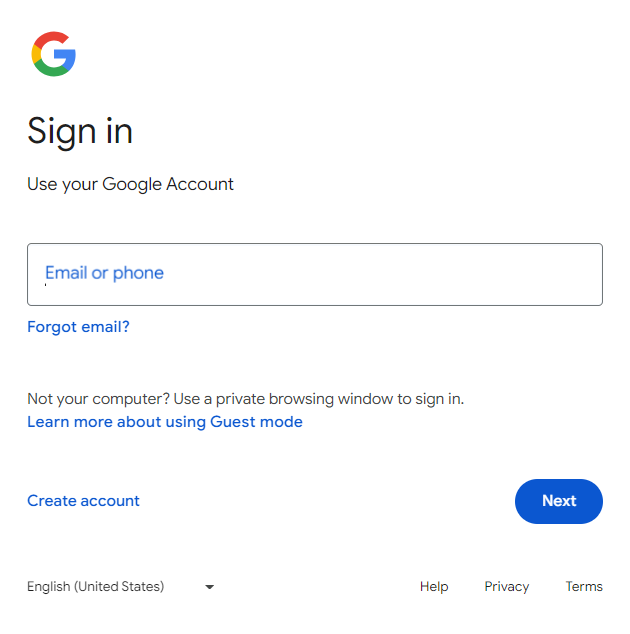 Sign in
Use your Google Account
Email or phone
Forgot email?
Not your computer? Use a private browsing window to sign in.
Learn more about using Guest mode
Create account
Next
English (United States)
Help Privacy Terms